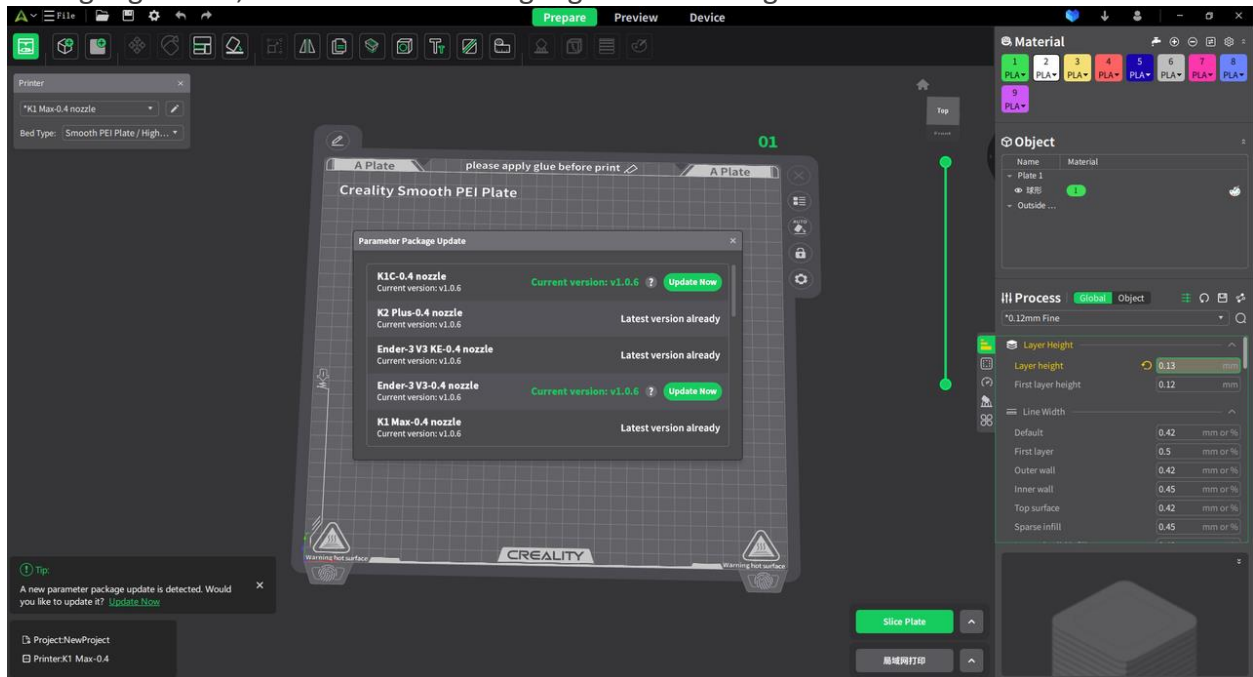 File
Prepare Preview Device
Printer
*K1 Max-0.4 nozzle
Bed Type: Smooth PEI Plate / High...
Top
01
A Plate please apply glue before print A Plate
Creality Smooth PEI Plate
AUTO
Parameter Package Update
K1C-0.4 nozzle
Current version: v1.0.6
Current version: v1.0.6 ? Update Now
K2 Plus-0.4 nozzle
Current version: v1.0.6
Latest version already
Ender-3 V3 KE-0.4 nozzle
Current version: v1.0.6
Latest version already
Ender-3 V3-0.4 nozzle
Current version: v1.0.6
Current version: v1.0.6 ? Update Now
K1 Max-0.4 nozzle
Current version: v1.0.6
Latest version already
Warning hot surface
CREALITY
Warning hot surface
Tip:
A new parameter package update is detected. Would
you like to update it? Update Now
Project:NewProject
Printer:K1 Max-0.4
Slice Plate
局域网打印
Material
1 2 3 4 5 6 7 8
PLA PLA PLA PLA PLA PLA PLA PLA
9
PLA
Object
Name Material
Plate 1
球形 1
Outside ...
Process Global Object
*0.12mm Fine
Layer Height
Layer height 0.13 mm
First layer height 0.12 mm
Line Width
Default 0.42 mm or %
First layer 0.5 mm or %
Outer wall 0.42 mm or %
Inner wall 0.45 mm or %
Top surface 0.42 mm or %
Sparse infill 0.45 mm or %